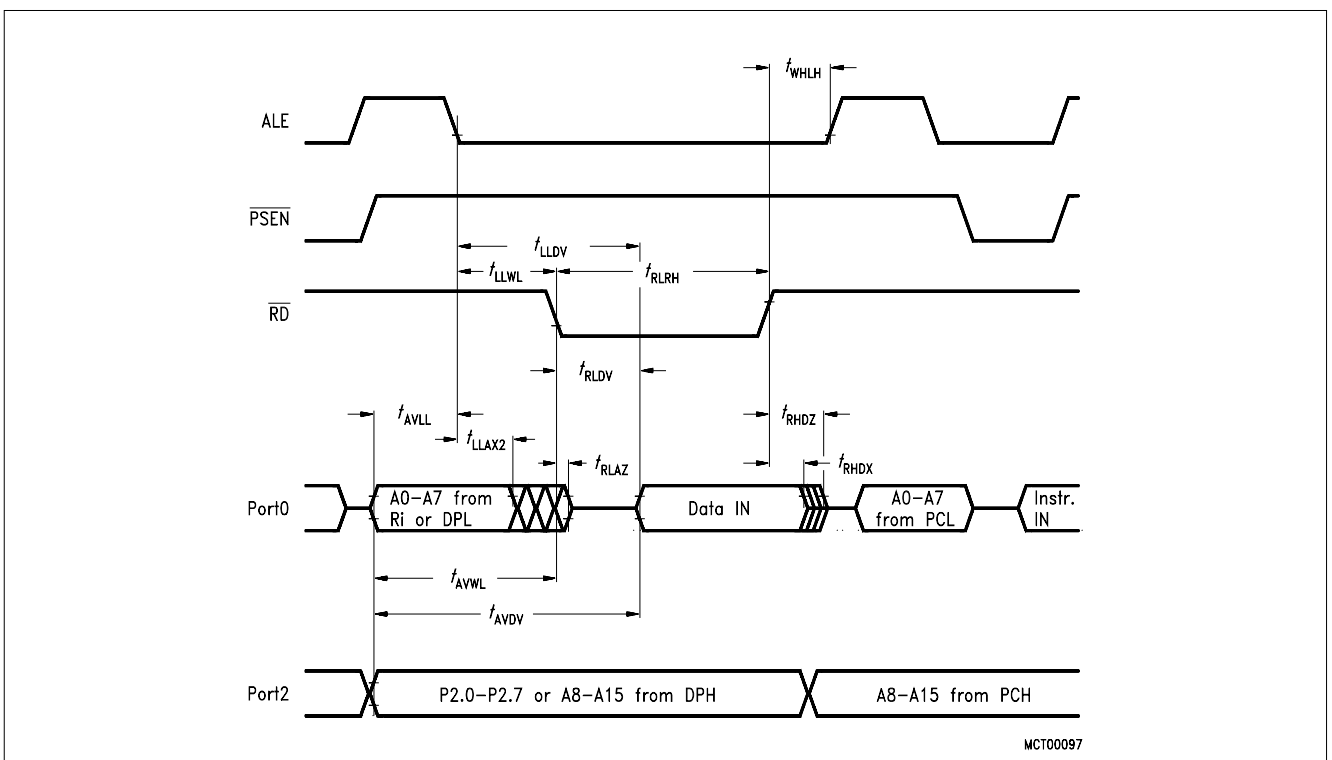 tWHLH
ALE
PSEN
tLLDV
tLLWL
tRLRH
RD
tRLDV
tAVLL
tRHDZ
tLLAX2
tRLAZ
tRHDX
Port0
A0-A7 from
Ri or DPL
Data IN
A0-A7
from PCL
Instr.
IN
tAVWL
tAVDV
Port2
P2.0-P2.7 or A8-A15 from DPH
A8-A15 from PCH
MCT00097